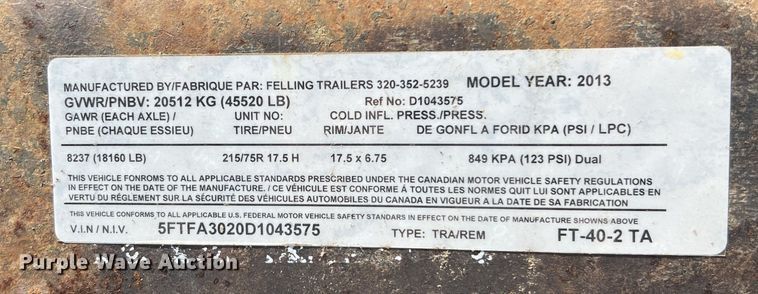 MANUFACTURED BY/FABRIQUE PAR: FELLING TRAILERS 320-352-5239 MODEL YEAR: 2013
GVWR/PNBV: 20512 KG (45520 LB) Ref No: D1043575
GAWR (EACH AXLE) / UNIT NO: COLD INFL. PRESS./PRESS.
PNBE (CHAQUE ESSIEU) TIRE/PNEU RIM/JANTE DE GONFL A FORID KPA (PSI / LPC)
8237 (18160 LB) 215/75R 17.5 H 17.5 x 6.75 849 KPA (123 PSI) Dual
THIS VEHICLE FONROMS TO ALL APPLICABLE STANDARDS PRESCRIBED UNDER THE CANADIAN MOTOR VEHICLE SAFETY REGULATIONS
IN EFFECT ON THE DATE OF THE MANUFACTURE. / CE VÉHICULE EST CONFORME À TOUTES LES NORMES QUIT LUI SONT APPLICABLES EN
VERTU DU RÉGLEMENT SUR LA SÉCURITÉ DES VÉHICULES AUTOMOBILES DU CANADA EN VIGUEUR A LA DATE DE SA FABRICATION
THIS VEHICLE CONFORMS TO ALL APPLICABLE U.S. FEDERAL MOTOR VEHICLE SAFETY STANDARS IN EFFECT ON THE DATE OF MANUFACTURE SHOWNS ABOVE
V.I.N / N.I.V. 5FTFA3020D1043575 TYPE: TRA/REM FT-40-2 TA
Purple Wave Auction